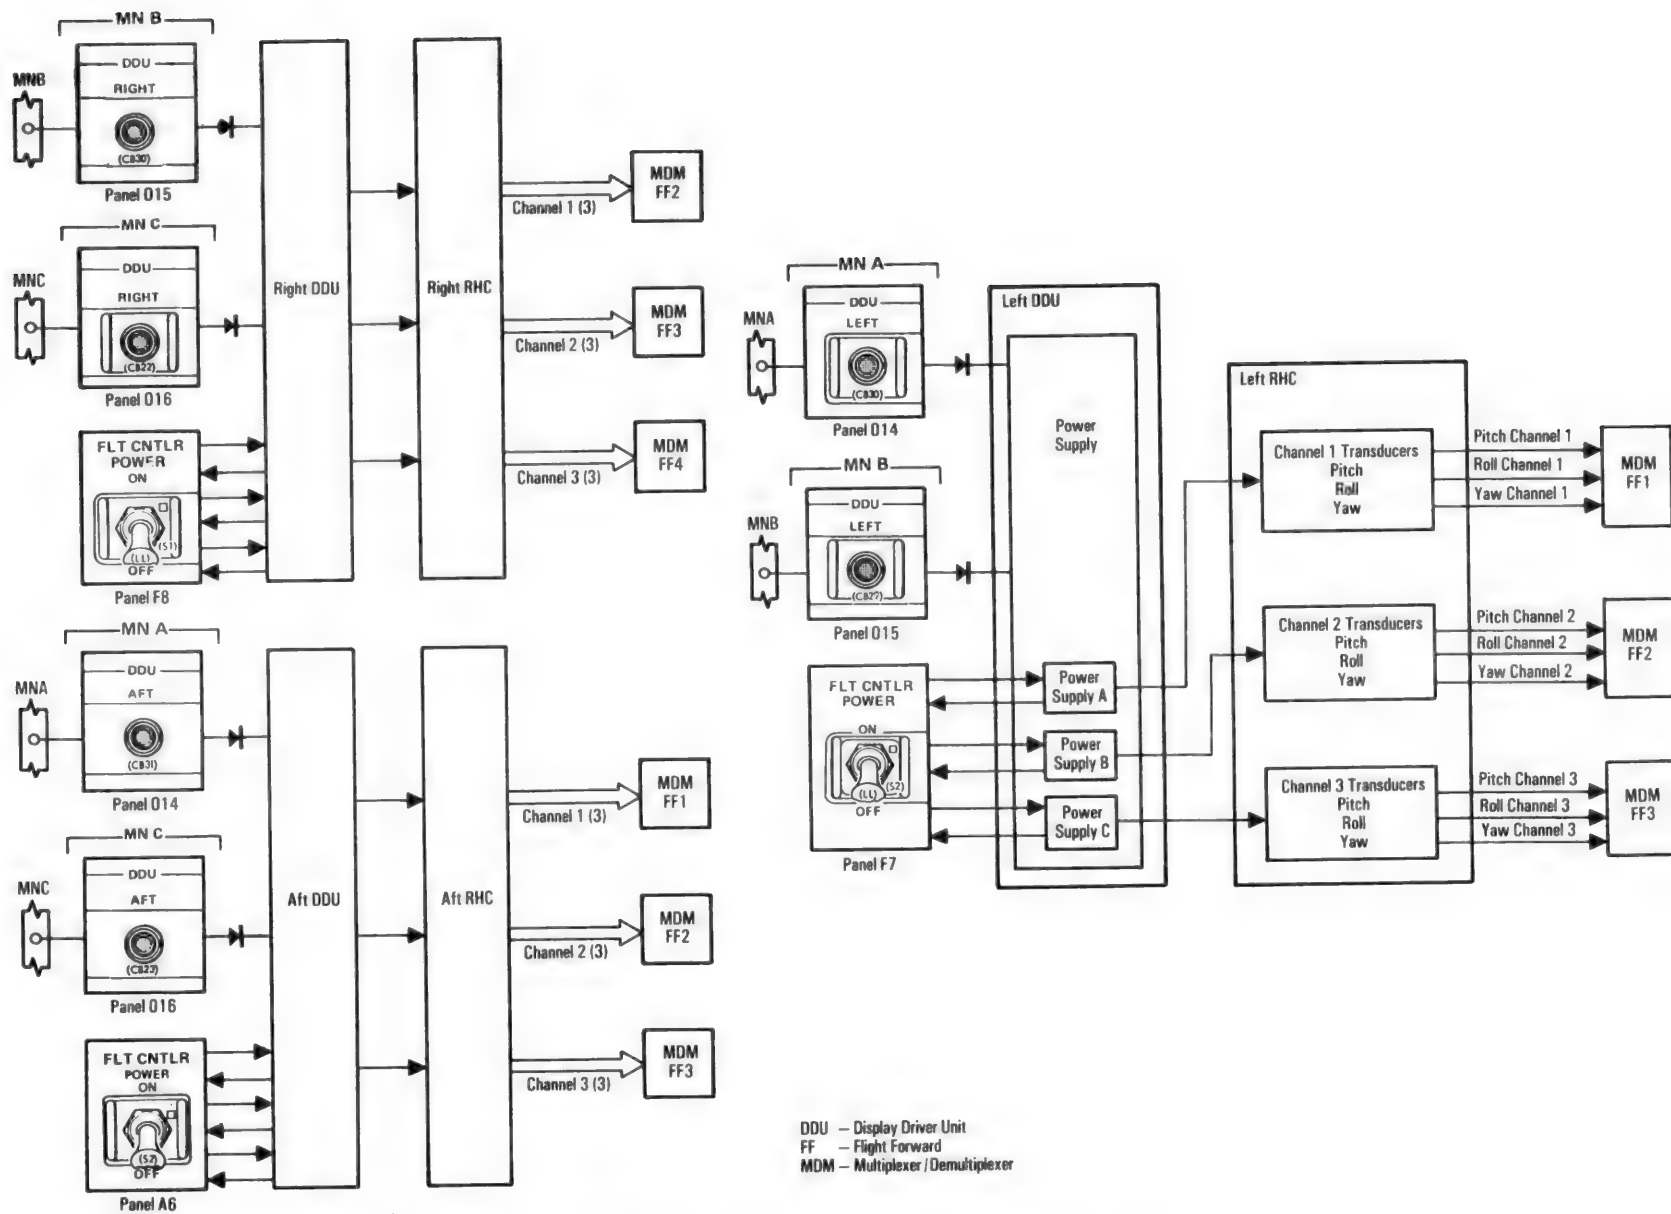 MN B
MNB
DDU
RIGHT
(CB30)
Panel O15
MN C
MNC
DDU
RIGHT
(CB22)
Panel O16
FLT CNTLR
POWER
ON
(S1)
(LL)
OFF
Panel F8
Right DDU
Right RHC
Channel 1 (3)
MDM
FF2
Channel 2 (3)
MDM
FF3
Channel 3 (3)
MDM
FF4
MN A
MNA
DDU
AFT
(CB31)
Panel O14
MN C
MNC
DDU
AFT
(CB23)
Panel O16
FLT CNTLR
POWER
ON
(S2)
OFF
Panel A6
Aft DDU
Aft RHC
Channel 1 (3)
MDM
FF1
Channel 2 (3)
MDM
FF2
Channel 3 (3)
MDM
FF3
MN A
MNA
DDU
LEFT
(CB30)
Panel O14
MN B
MNB
DDU
LEFT
Panel O15
FLT CNTLR
POWER
ON
(S2)
(LL)
OFF
Panel F7
Left DDU
Power
Supply
Power
Supply A
Power
Supply B
Power
Supply C
Left RHC
Channel 1 Transducers
Pitch
Roll
Yaw
Pitch Channel 1
Roll Channel 1
Yaw Channel 1
MDM
FF1
Channel 2 Transducers
Pitch
Roll
Yaw
Pitch Channel 2
Roll Channel 2
Yaw Channel 2
MDM
FF2
Channel 3 Transducers
Pitch
Roll
Yaw
Pitch Channel 3
Roll Channel 3
Yaw Channel 3
MDM
FF3
DDU – Display Driver Unit
FF – Flight Forward
MDM – Multiplexer/Demultiplexer